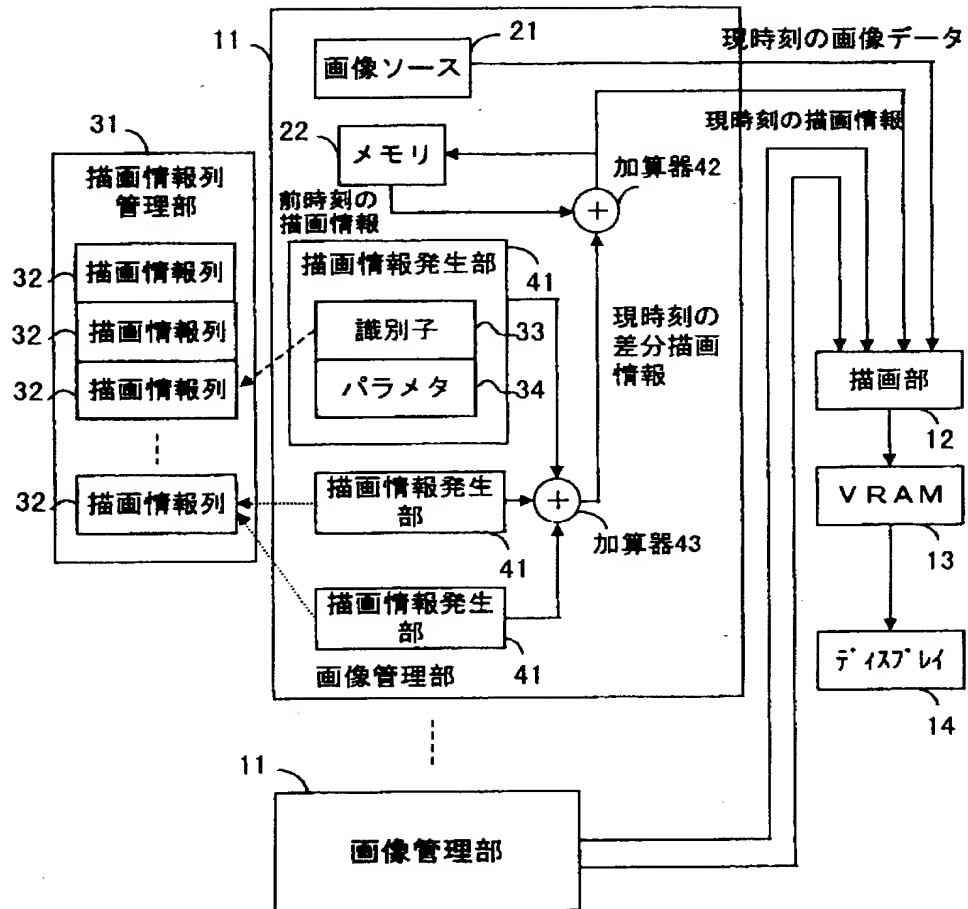 11
21
画像ソース
現時刻の画像データ
22
メモリ
現時刻の描画情報
加算器42
前時刻の
描画情報
31
描画情報列
管理部
32
描画情報列
32
描画情報列
32
描画情報列
32
描画情報列
描画情報発生部
41
識別子
33
パラメタ
34
現時刻の
差分描画
情報
描画情報発生
部
41
加算器43
描画情報発生
部
41
画像管理部
描画部
12
VRAM
13
ディスプレイ
14
11
画像管理部